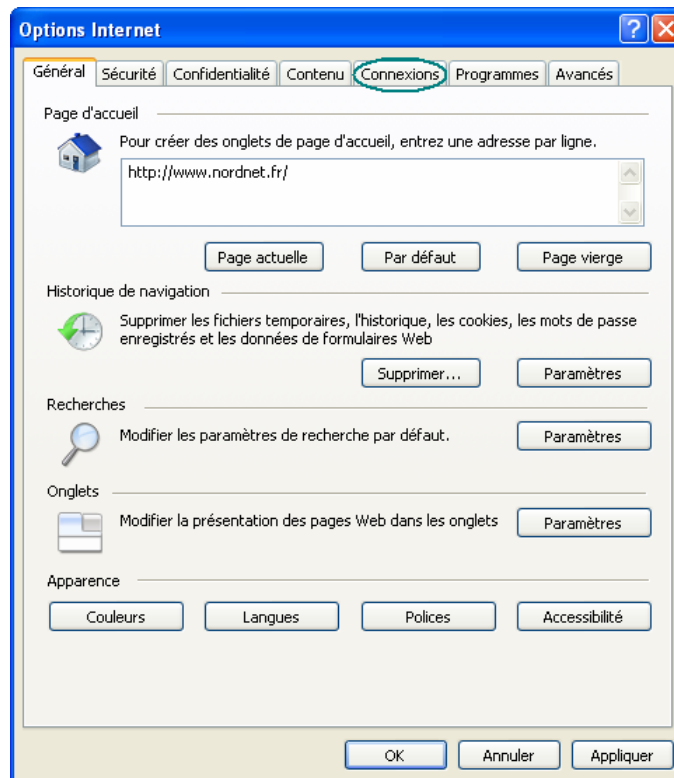 Options Internet
Général Sécurité Confidentialité Contenu Connexions Programmes Avancés
Page d'accueil
Pour créer des onglets de page d'accueil, entrez une adresse par ligne.
http://www.nordnet.fr/
Page actuelle Par défaut Page vierge
Historique de navigation
Supprimer les fichiers temporaires, l'historique, les cookies, les mots de passe
enregistrés et les données de formulaires Web
Supprimer... Paramètres
Recherches
Modifier les paramètres de recherche par défaut. Paramètres
Onglets
Modifier la présentation des pages Web dans les onglets Paramètres
Apparence
Couleurs Langues Polices Accessibilité
OK Annuler Appliquer